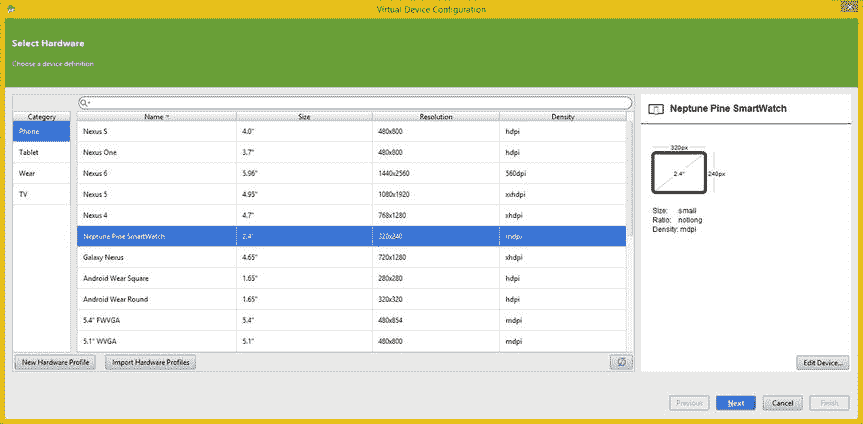 Virtual Device Configuration
Select Hardware
Choose a device definition
Category
Phone
Tablet
Wear
TV
Name Size Resolution Density
Nexus S 4.0" 480x800 hdpi
Nexus One 3.7" 480x800 hdpi
Nexus 6 5.96" 1440x2560 560dpi
Nexus 5 4.95" 1080x1920 xxhdpi
Nexus 4 4.7" 768x1280 xhdpi
Neptune Pine SmartWatch 2.4" 320x240 mdpi
Galaxy Nexus 4.65" 720x1280 xhdpi
Android Wear Square 1.65" 280x280 hdpi
Android Wear Round 1.65" 320x320 hdpi
5.4" FWVGA 5.4" 480x854 mdpi
5.1" WVGA 5.1" 480x800 mdpi
New Hardware Profile Import Hardware Profiles
Neptune Pine SmartWatch
320px
2.4" 240px
Size: small
Ratio: notlong
Density: mdpi
Edit Device...
Previous Next Cancel Finish